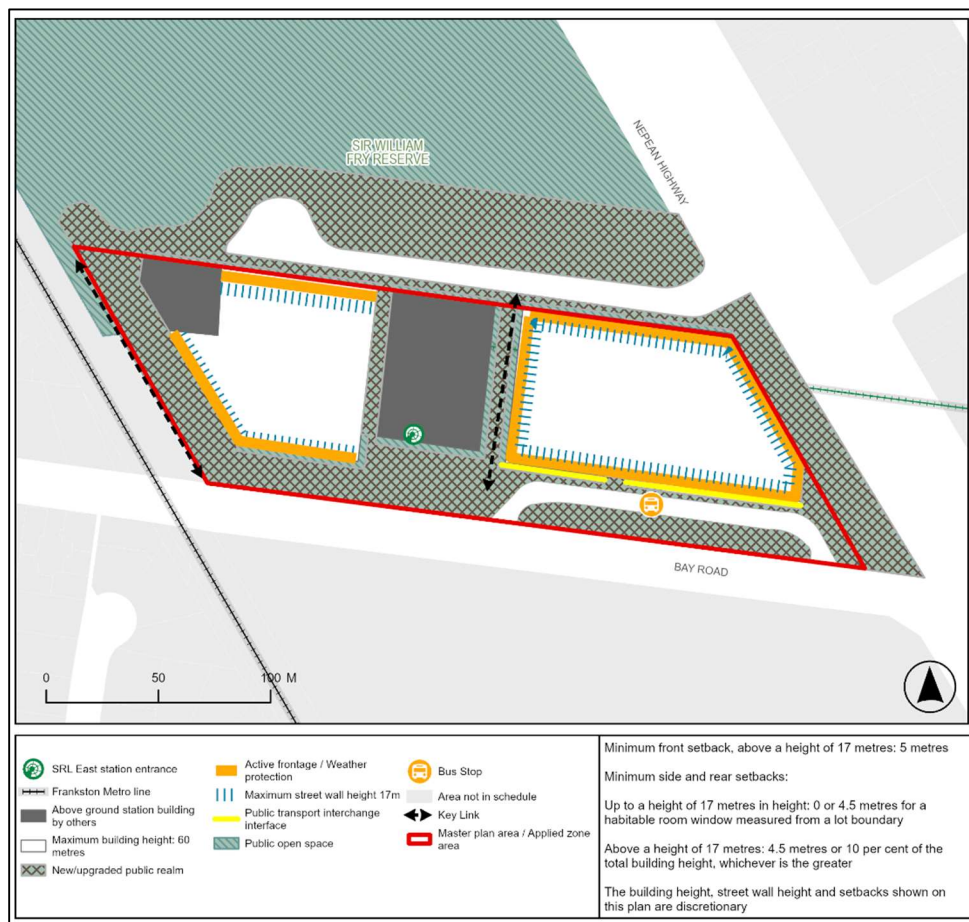 SIR WILLIAM
FRY RESERVE
NEPEAN HIGHWAY
BAY ROAD
0 50 100 M
SRL East station entrance
Frankston Metro line
Above ground station building
by others
Maximum building height: 60
metres
New/upgraded public realm
Active frontage / Weather
protection
Maximum street wall height 17m
Public transport interchange
interface
Public open space
Bus Stop
Area not in schedule
Key Link
Master plan area / Applied zone
area
Minimum front setback, above a height of 17 metres: 5 metres
Minimum side and rear setbacks:
Up to a height of 17 metres in height: 0 or 4.5 metres for a
habitable room window measured from a lot boundary
Above a height of 17 metres: 4.5 metres or 10 per cent of the
total building height, whichever is the greater
The building height, street wall height and setbacks shown on
this plan are discretionary